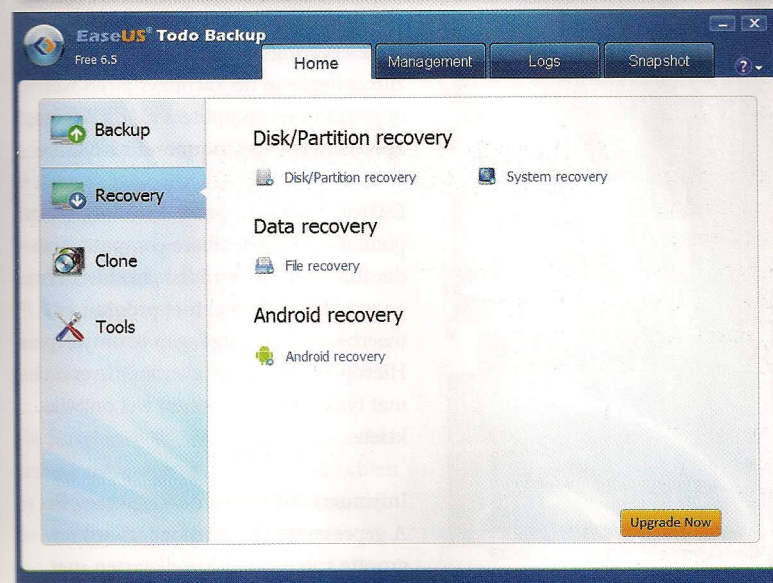 EaseUS® Todo Backup
Free 6.5
Home Management Logs Snapshot ?
Backup
Recovery
Clone
Tools
Disk/Partition recovery
Disk/Partition recovery System recovery
Data recovery
File recovery
Android recovery
Android recovery
Upgrade Now